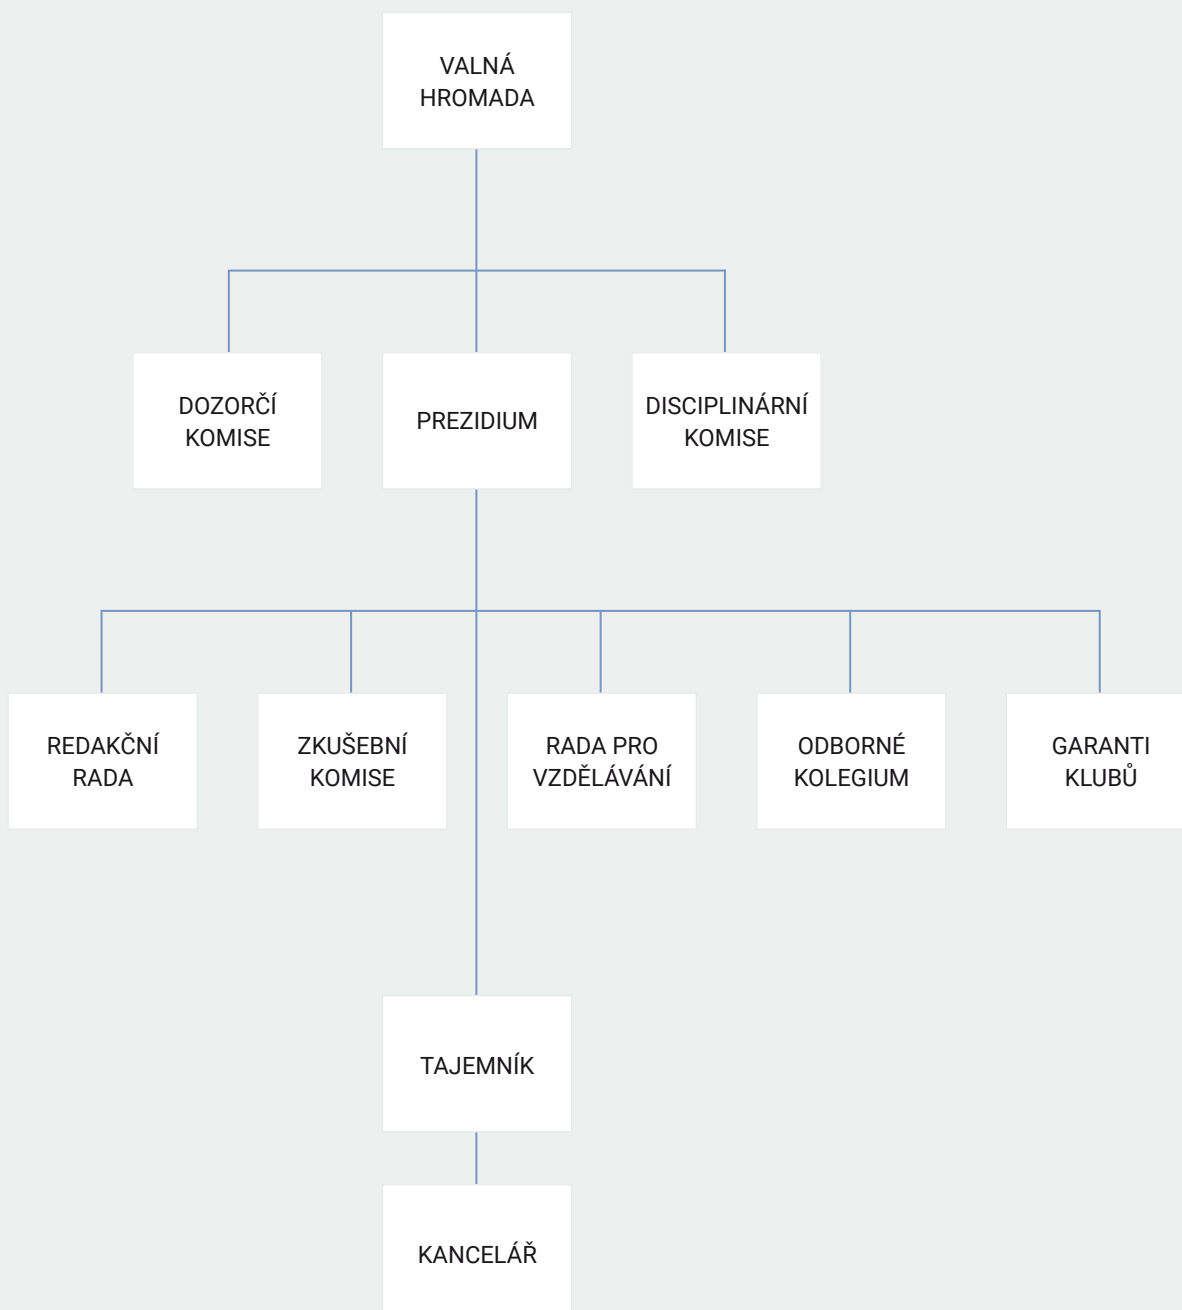 VALNÁ
HROMADA
DOZORČÍ
KOMISE
PREZIDIUM
DISCIPLINÁRNÍ
KOMISE
REDAKČNÍ
RADA
ZKUŠEBNÍ
KOMISE
RADA PRO
VZDĚLÁVÁNÍ
ODBORNÉ
KOLEGIUM
GARANTI
KLUBŮ
TAJEMNÍK
KANCELÁŘ